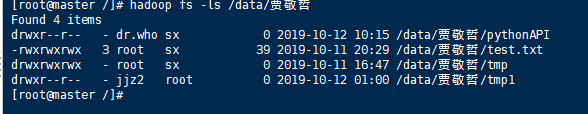 [root@master /]# hadoop fs -ls /data/贾敬哲
Found 4 items
drwxr--r--   - dr.who sx              0 2019-10-12 10:15 /data/贾敬哲/pythonAPI
-rwxrwxrwx   3 root   sx             39 2019-10-11 20:29 /data/贾敬哲/test.txt
drwxrwxrwx   - root   sx              0 2019-10-11 16:47 /data/贾敬哲/tmp
drwxr--r--   - jjz2   root            0 2019-10-12 01:00 /data/贾敬哲/tmp1
[root@master /]#